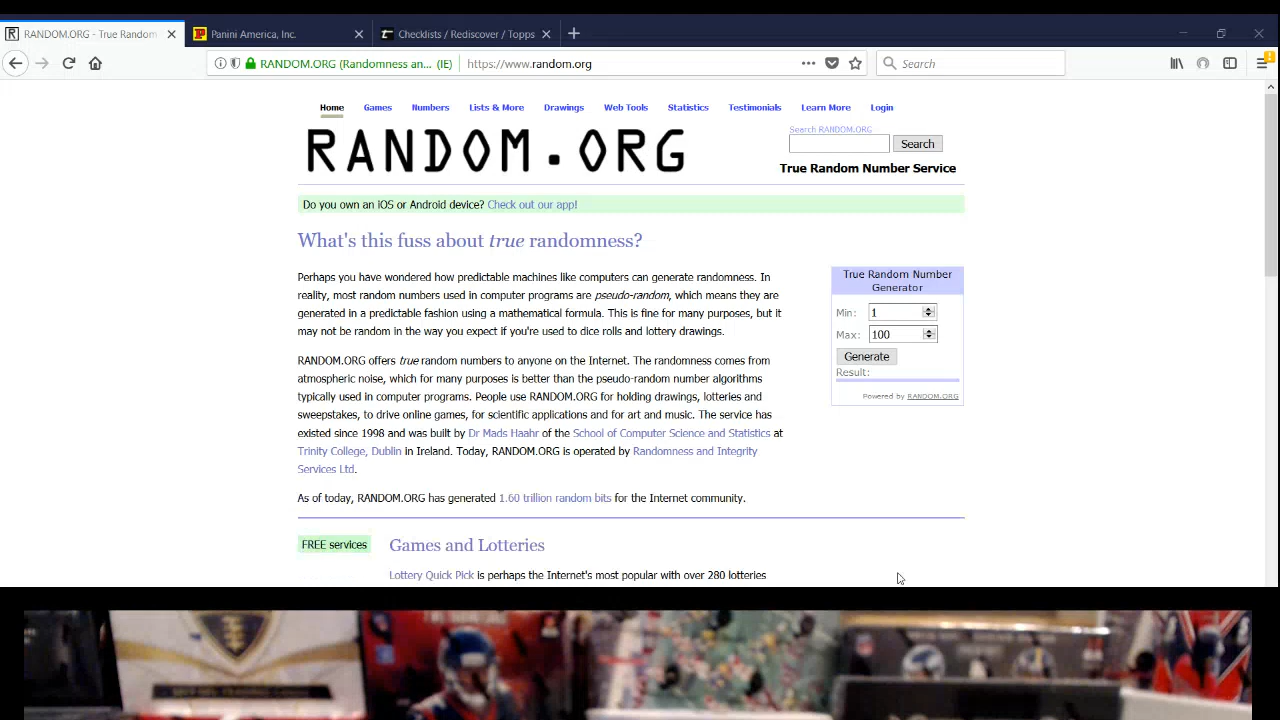 RANDOM.ORG - True Random
Panini America, Inc.
Checklists / Rediscover / Topps
RANDOM.ORG (Randomness an... (IE)
https://www.random.org
Search
Home Games Numbers Lists & More Drawings Web Tools Statistics Testimonials Learn More Login
RANDOM.ORG
Search RANDOM.ORG
Search
True Random Number Service
Do you own an iOS or Android device? Check out our app!
What's this fuss about true randomness?
Perhaps you have wondered how predictable machines like computers can generate randomness. In
reality, most random numbers used in computer programs are pseudo-random, which means they are
generated in a predictable fashion using a mathematical formula. This is fine for many purposes, but it
may not be random in the way you expect if you're used to dice rolls and lottery drawings.
RANDOM.ORG offers true random numbers to anyone on the Internet. The randomness comes from
atmospheric noise, which for many purposes is better than the pseudo-random number algorithms
typically used in computer programs. People use RANDOM.ORG for holding drawings, lotteries and
sweepstakes, to drive online games, for scientific applications and for art and music. The service has
existed since 1998 and was built by Dr Mads Haahr of the School of Computer Science and Statistics at
Trinity College, Dublin in Ireland. Today, RANDOM.ORG is operated by Randomness and Integrity
Services Ltd.
As of today, RANDOM.ORG has generated 1.60 trillion random bits for the Internet community.
True Random Number
Generator
Min: 1
Max: 100
Generate
Result:
Powered by RANDOM.ORG
FREE services
Games and Lotteries
Lottery Quick Pick is perhaps the Internet's most popular with over 280 lotteries